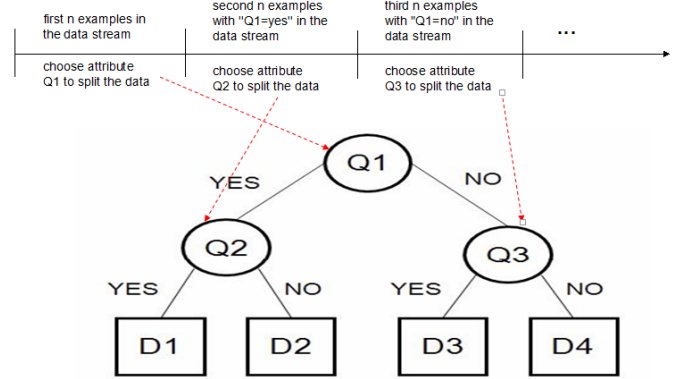 first n examples in
the data stream
second n examples
with "Q1=yes" in the
data stream
third n examples
with "Q1=no" in the
data stream
...
choose attribute
Q1 to split the data
choose attribute
Q2 to split the data
choose attribute
Q3 to split the data
Q1
YES
NO
Q2
Q3
YES
NO
YES
NO
D1
D2
D3
D4